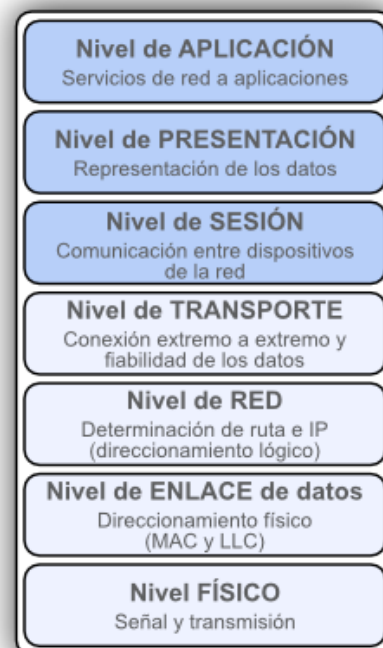 Nivel de APLICACIÓN
Servicios de red a aplicaciones
Nivel de PRESENTACIÓN
Representación de los datos
Nivel de SESIÓN
Comunicación entre dispositivos
de la red
Nivel de TRANSPORTE
Conexión extremo a extremo y
fiabilidad de los datos
Nivel de RED
Determinación de ruta e IP
(direccionamiento lógico)
Nivel de ENLACE de datos
Direccionamiento físico
(MAC y LLC)
Nivel FÍSICO
Señal y transmisión